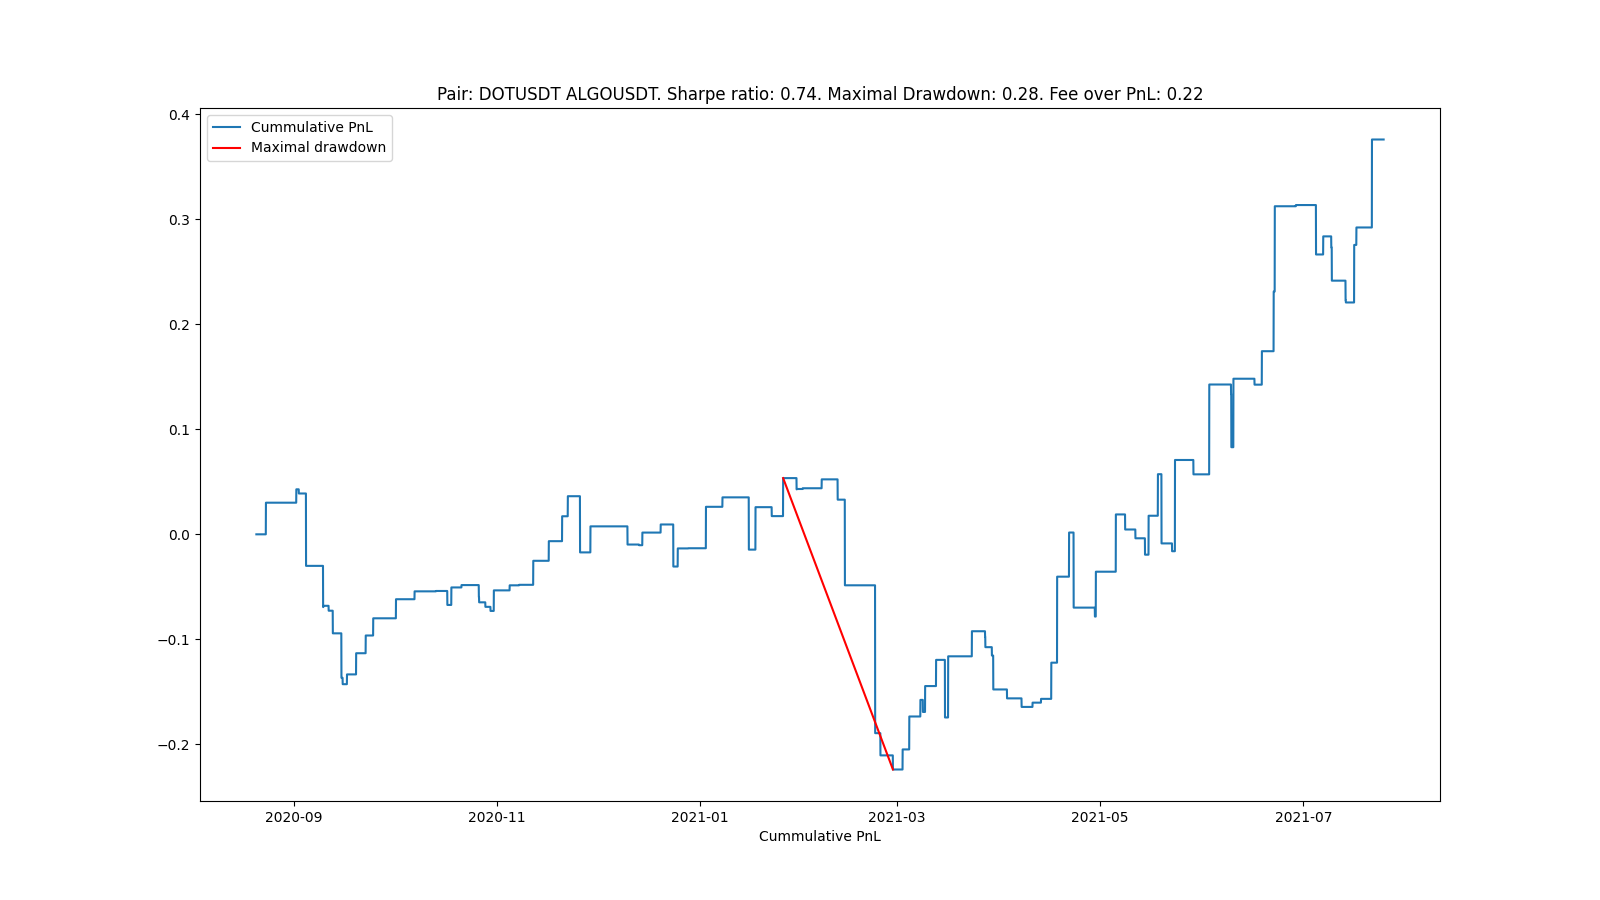 Pair: DOTUSDT ALGOUSDT. Sharpe ratio: 0.74. Maximal Drawdown: 0.28. Fee over PnL: 0.22
Cummulative PnL
Maximal drawdown
0.4
0.3
0.2
0.1
0.0
−0.1
−0.2
2020-09 2020-11 2021-01 2021-03 2021-05 2021-07
Cummulative PnL